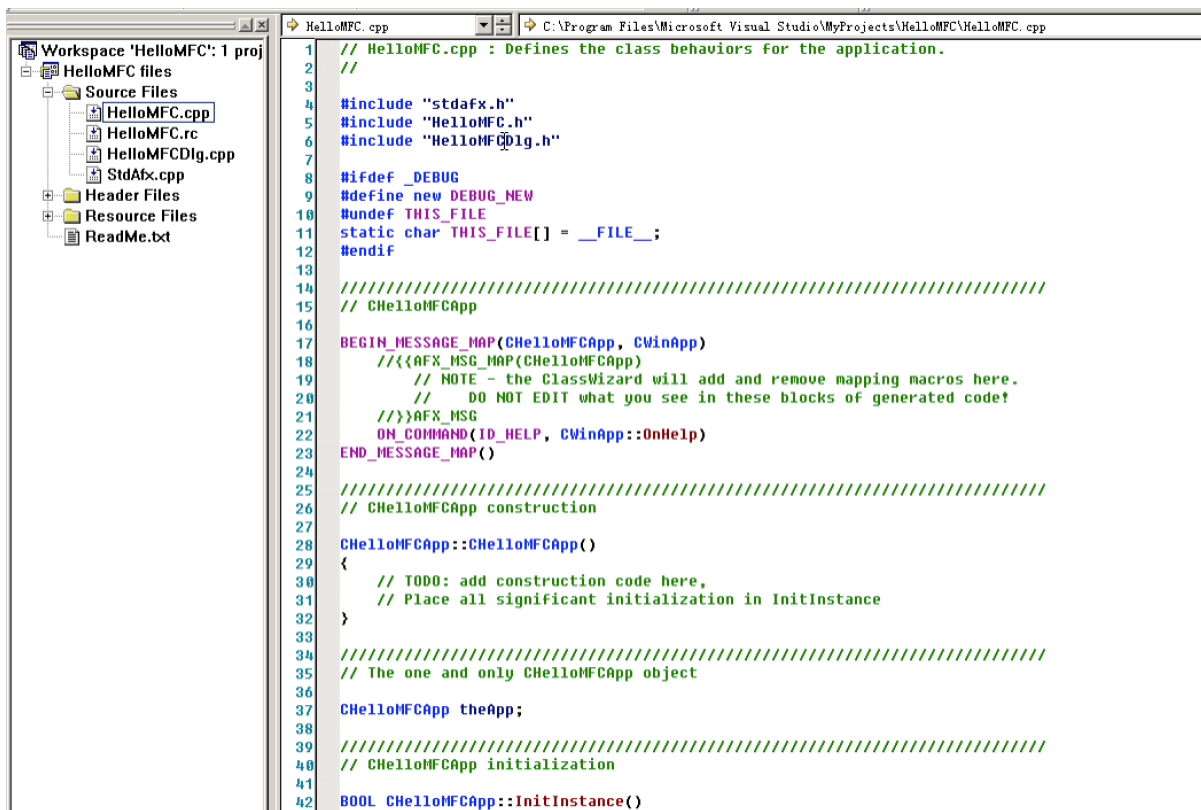 HelloMFC.cpp
C:\Program Files\Microsoft Visual Studio\MyProjects\HelloMFC\HelloMFC.cpp
Workspace 'HelloMFC': 1 proj
HelloMFC files
Source Files
HelloMFC.cpp
HelloMFC.rc
HelloMFCDlg.cpp
StdAfx.cpp
Header Files
Resource Files
ReadMe.txt
1 // HelloMFC.cpp : Defines the class behaviors for the application.
2 //
3
4 #include "stdafx.h"
5 #include "HelloMFC.h"
6 #include "HelloMFCDlg.h"
7
8 #ifdef _DEBUG
9 #define new DEBUG_NEW
10 #undef THIS_FILE
11 static char THIS_FILE[] = __FILE__;
12 #endif
13
14 /////////////////////////////////////////////////////////////////////////////
15 // CHelloMFCApp
16
17 BEGIN_MESSAGE_MAP(CHelloMFCApp, CWinApp)
18 //{{AFX_MSG_MAP(CHelloMFCApp)
19 // NOTE - the ClassWizard will add and remove mapping macros here.
20 //    DO NOT EDIT what you see in these blocks of generated code!
21 //}}AFX_MSG
22 ON_COMMAND(ID_HELP, CWinApp::OnHelp)
23 END_MESSAGE_MAP()
24
25 /////////////////////////////////////////////////////////////////////////////
26 // CHelloMFCApp construction
27
28 CHelloMFCApp::CHelloMFCApp()
29 {
30 // TODO: add construction code here,
31 // Place all significant initialization in InitInstance
32 }
33
34 /////////////////////////////////////////////////////////////////////////////
35 // The one and only CHelloMFCApp object
36
37 CHelloMFCApp theApp;
38
39 /////////////////////////////////////////////////////////////////////////////
40 // CHelloMFCApp initialization
41
42 BOOL CHelloMFCApp::InitInstance()